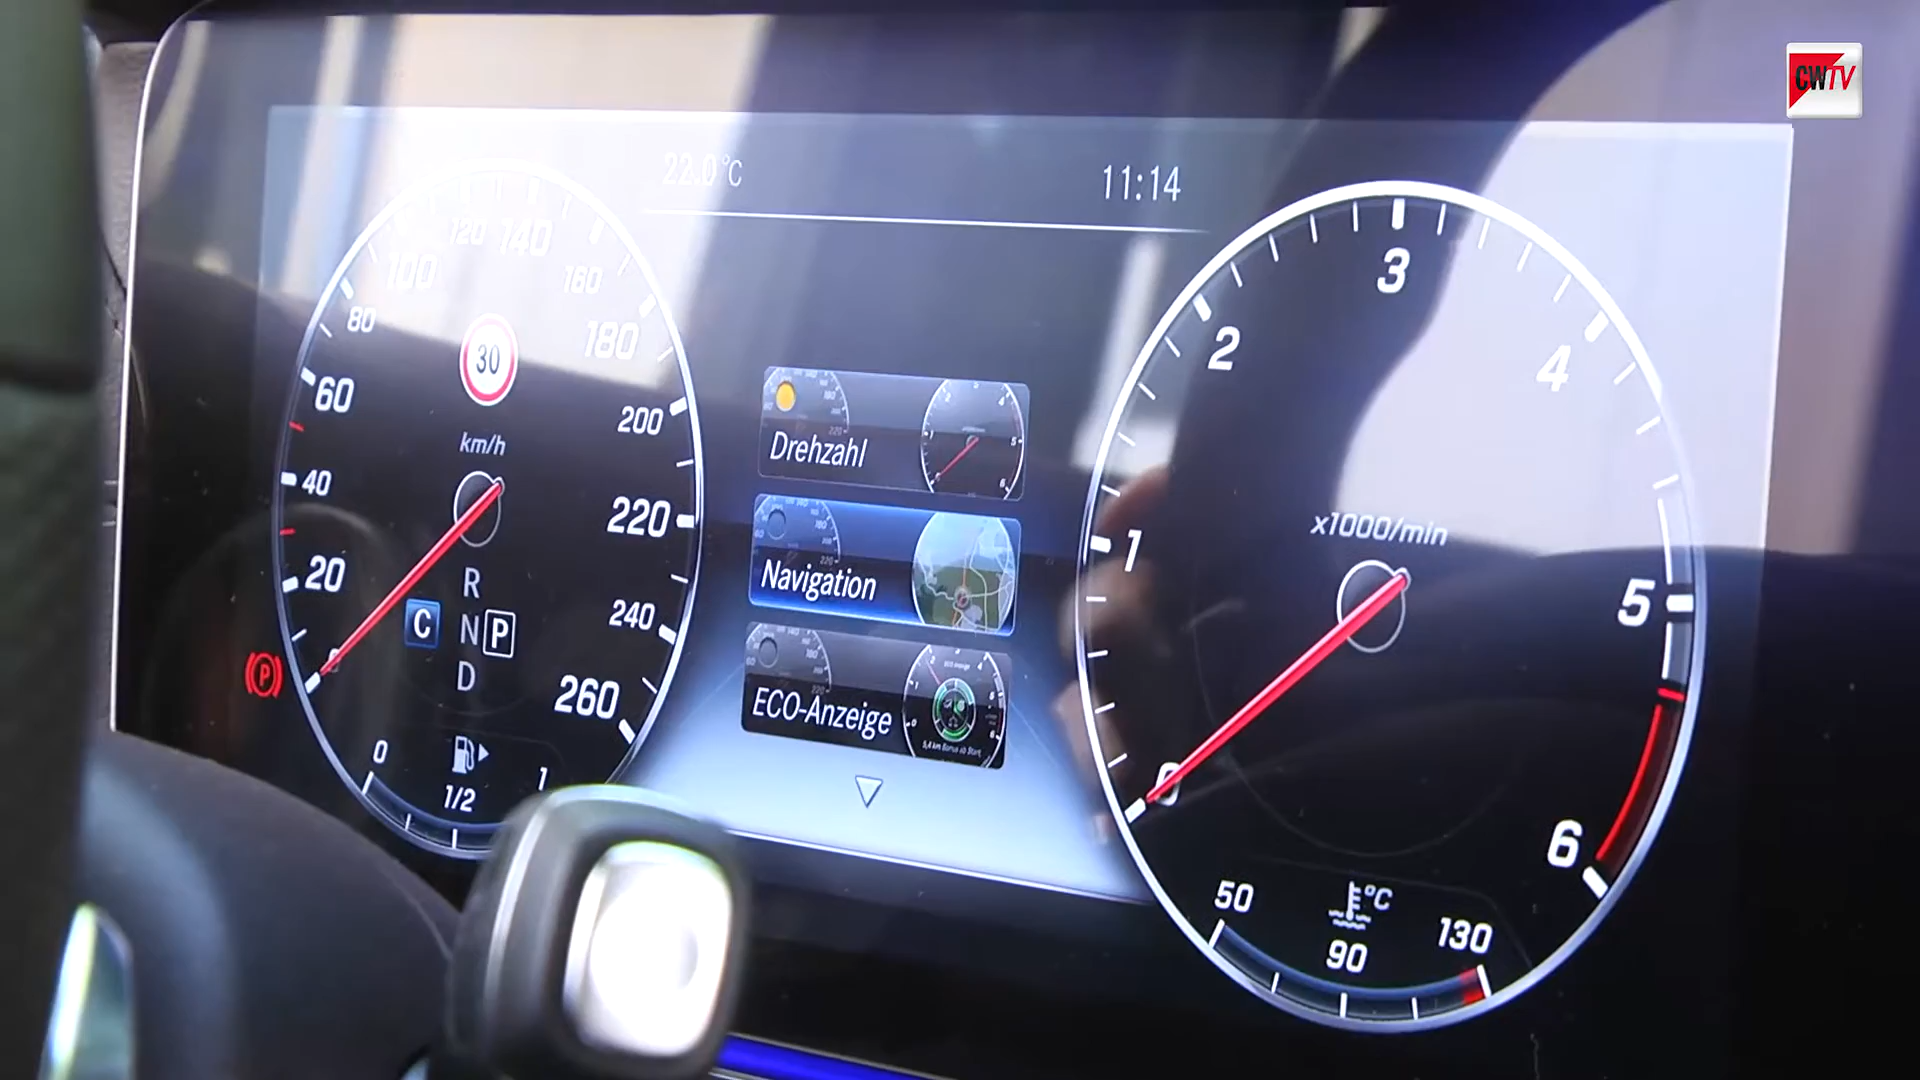 CWTV
22.0°C
11:14
0
20
40
60
80
100
120
140
160
180
200
220
240
260
30
km/h
R
C
N
P
D
P
0
1/2
1
Drehzahl
Navigation
ECO-Anzeige
0
1
2
3
4
5
6
x1000/min
50
°C
90
130